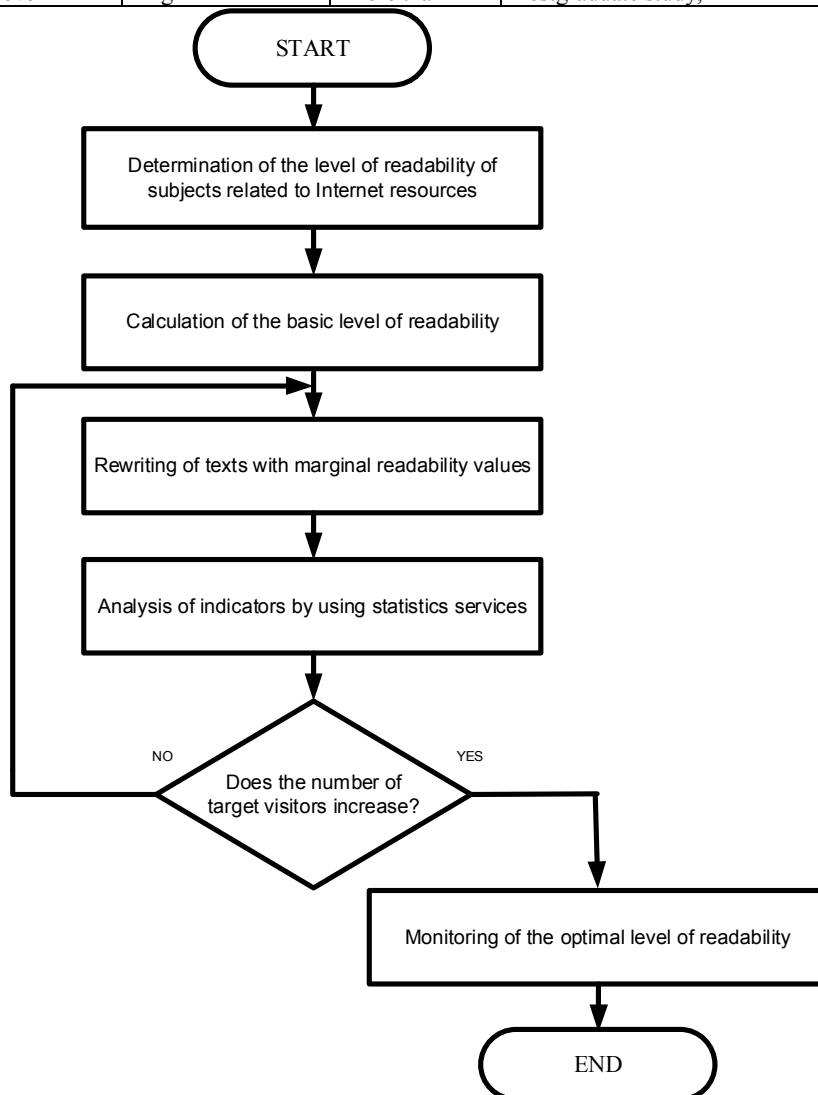 START
Determination of the level of readability of
subjects related to Internet resources
Calculation of the basic level of readability
Rewriting of texts with marginal readability values
Analysis of indicators by using statistics services
NO
YES
Does the number of
target visitors increase?
Monitoring of the optimal level of readability
END